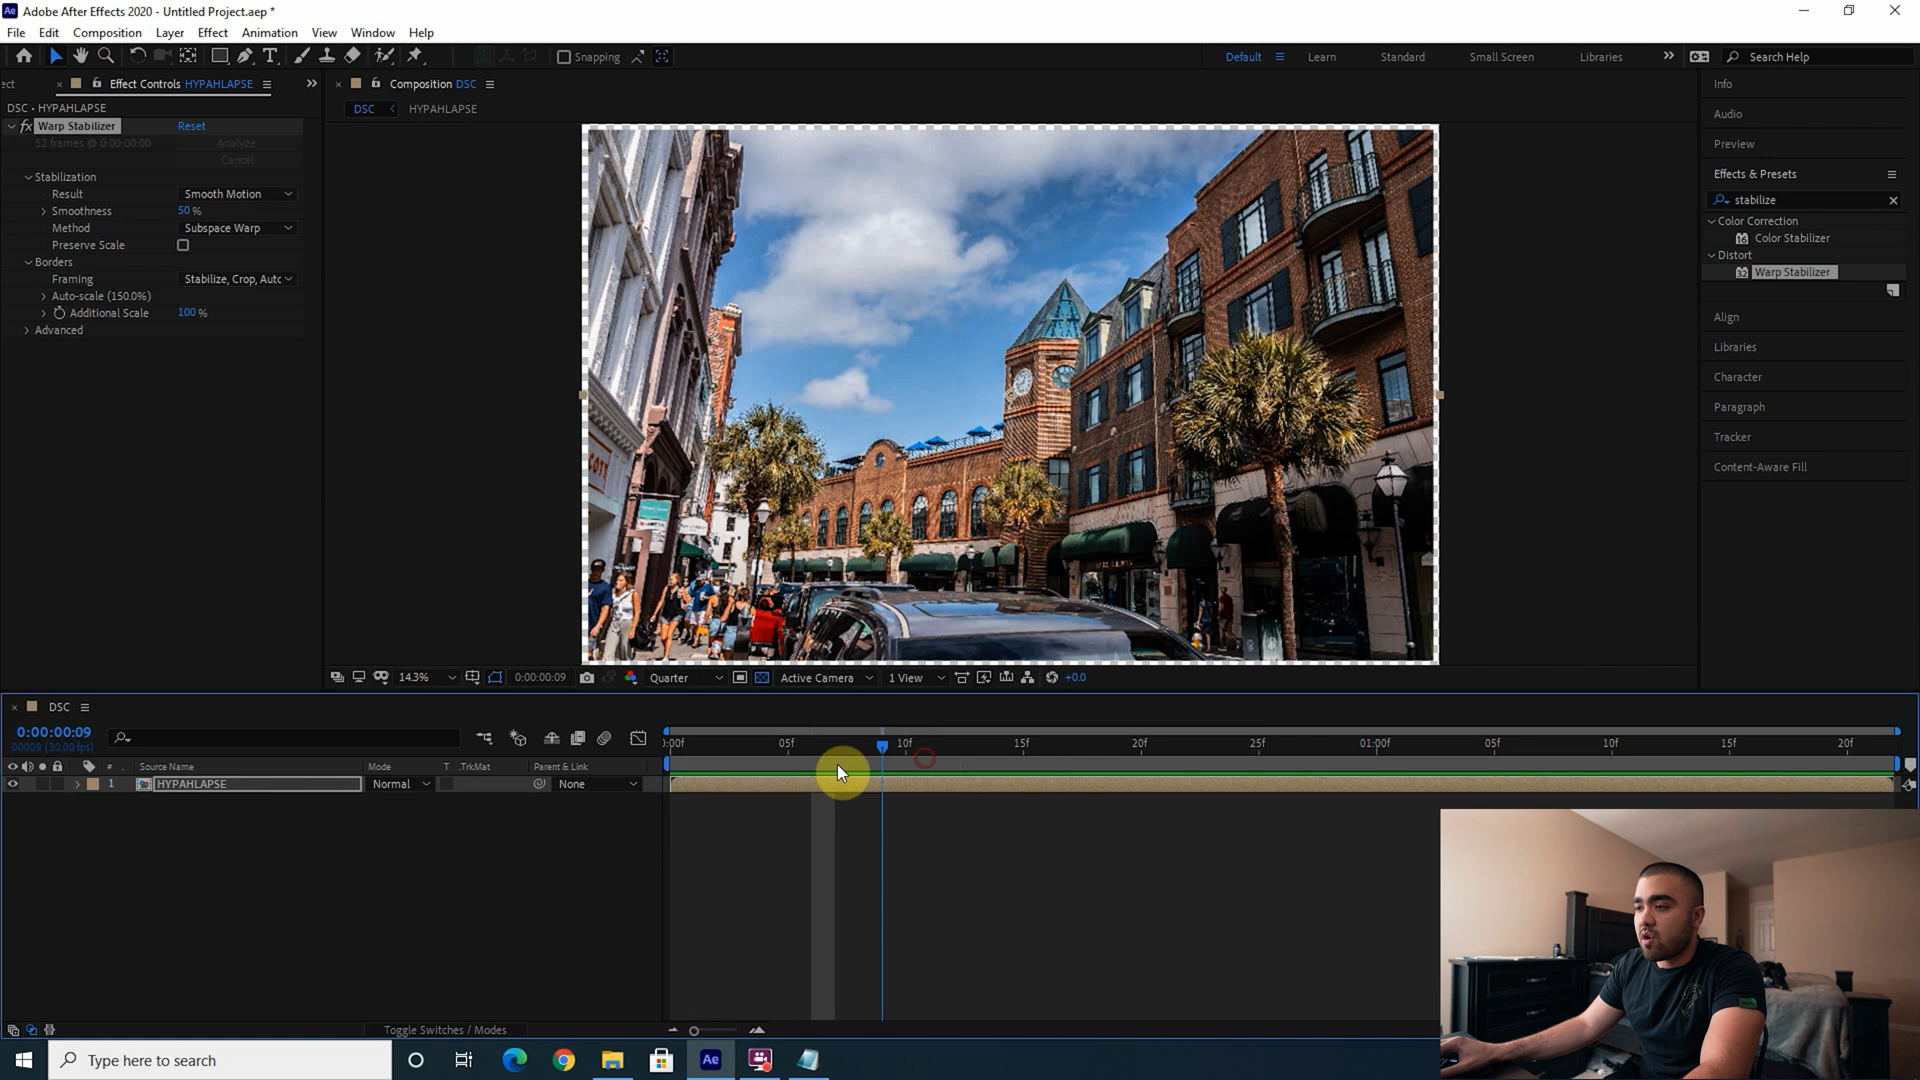 Ae Adobe After Effects 2020 - Untitled Project.aep *
File Edit Composition Layer Effect Animation View Window Help
Snapping Default Learn Standard Small Screen Libraries Search Help
ect Effect Controls HYPAHLAPSE
Composition DSC
DSC HYPAHLAPSE
DSC • HYPAHLAPSE
fx Warp Stabilizer Reset
52 frames @ 0:00:00:00 Analyze
Cancel
Stabilization
Result Smooth Motion
Smoothness 50 %
Method Subspace Warp
Preserve Scale
Borders
Framing Stabilize, Crop, Autc
Auto-scale (150.0%)
Additional Scale 100 %
Advanced
Info
Audio
Preview
Effects & Presets
stabilize
Color Correction
16 Color Stabilizer
Distort
32 Warp Stabilizer
Align
Libraries
Character
Paragraph
Tracker
Content-Aware Fill
14.3% 0:00:00:09 Quarter Active Camera 1 View +0.0
DSC
0:00:00:09
00009 (30.00 fps)
):00f 05f 10f 15f 20f 25f 01:00f 05f 10f 15f 20f
# Source Name Mode T .TrkMat Parent & Link
1 HYPAHLAPSE Normal None
Toggle Switches / Modes
Type here to search
Ae